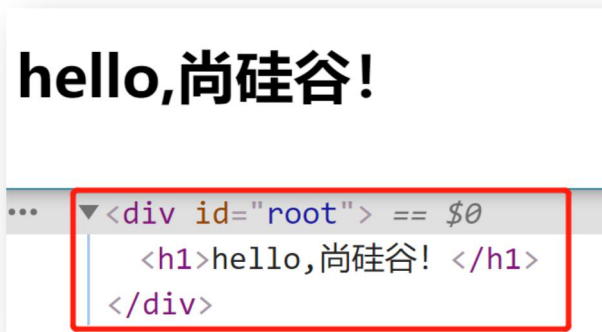 hello,尚硅谷！
••• ▼<div id="root"> == $0
<h1>hello,尚硅谷！</h1>
</div>